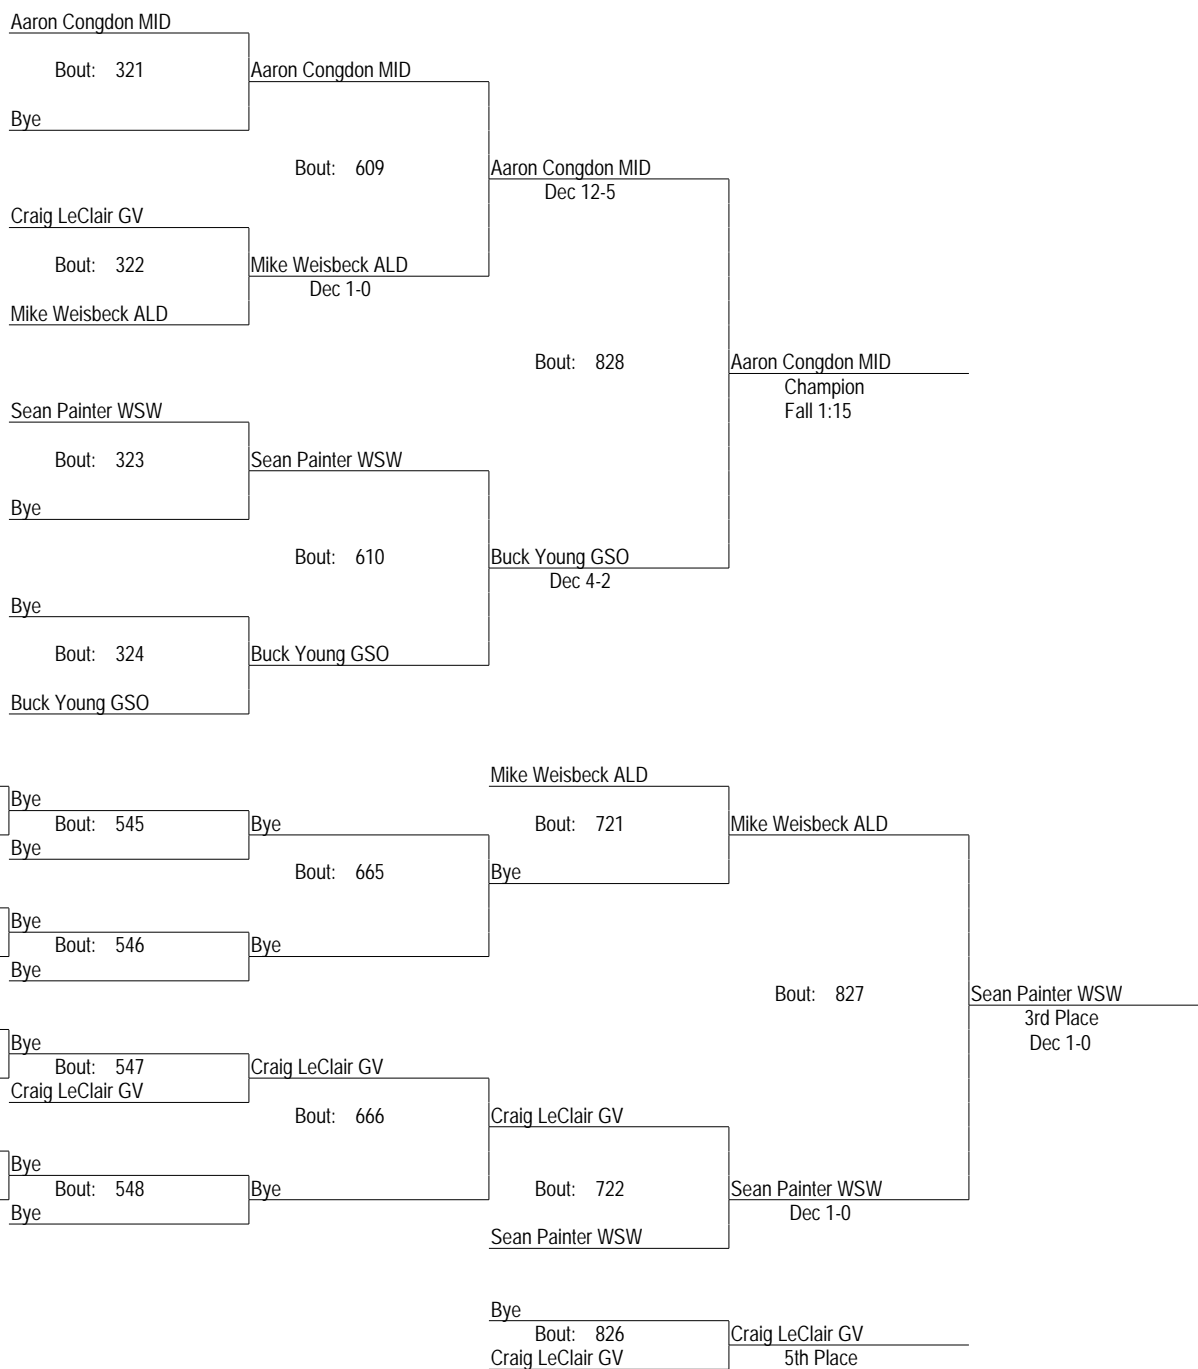 Aaron Congdon MID
Bout: 321
Aaron Congdon MID
Bye
Bout: 609
Aaron Congdon MID
Dec 12-5
Craig LeClair GV
Bout: 322
Mike Weisbeck ALD
Dec 1-0
Mike Weisbeck ALD
Bout: 828
Aaron Congdon MID
Champion
Fall 1:15
Sean Painter WSW
Bout: 323
Sean Painter WSW
Bye
Bout: 610
Buck Young GSO
Dec 4-2
Bye
Bout: 324
Buck Young GSO
Buck Young GSO
Mike Weisbeck ALD
Bye
Bout: 545
Bye
Bout: 721
Mike Weisbeck ALD
Bye
Bout: 665
Bye
Bye
Bout: 546
Bye
Bye
Bout: 827
Sean Painter WSW
3rd Place
Dec 1-0
Bye
Bout: 547
Craig LeClair GV
Craig LeClair GV
Bout: 666
Craig LeClair GV
Bye
Bout: 548
Bye
Bout: 722
Sean Painter WSW
Dec 1-0
Bye
Sean Painter WSW
Bye
Bout: 826
Craig LeClair GV
Craig LeClair GV
5th Place